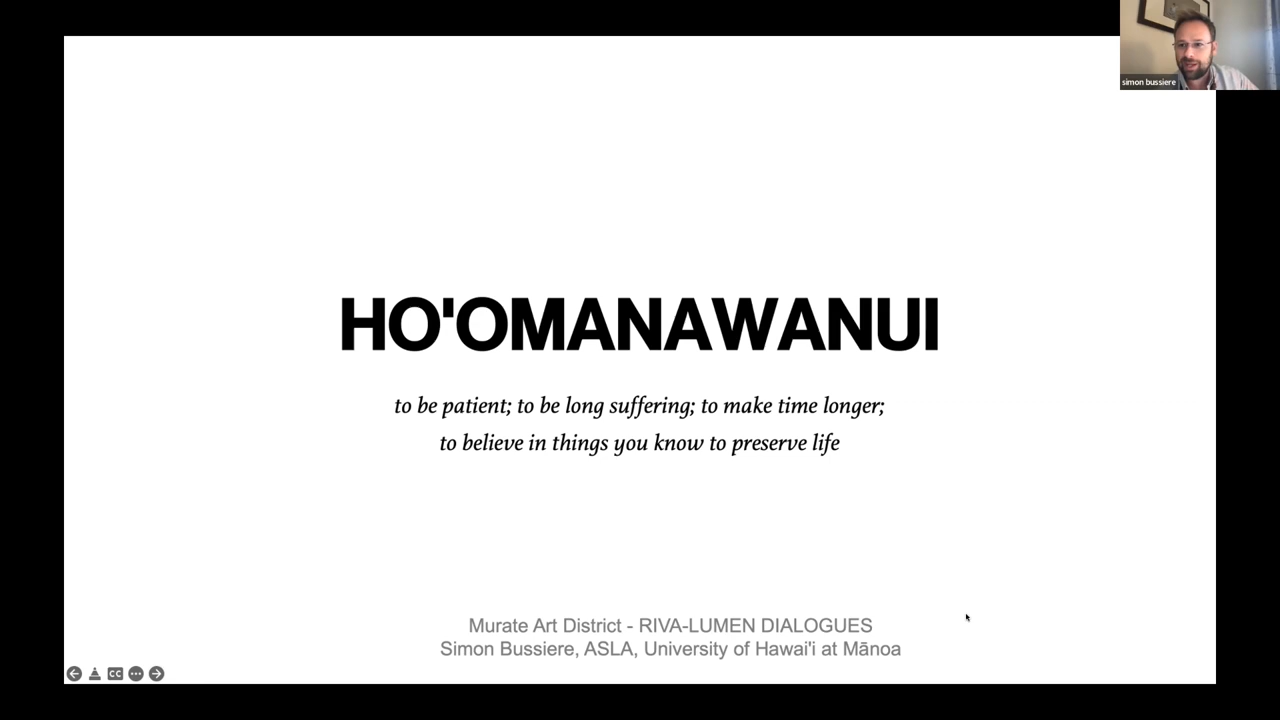 simon bussiere
HO'OMANAWANUI
to be patient; to be long suffering; to make time longer;
to believe in things you know to preserve life
Murate Art District - RIVA-LUMEN DIALOGUES
Simon Bussiere, ASLA, University of Hawai'i at Mānoa
CC